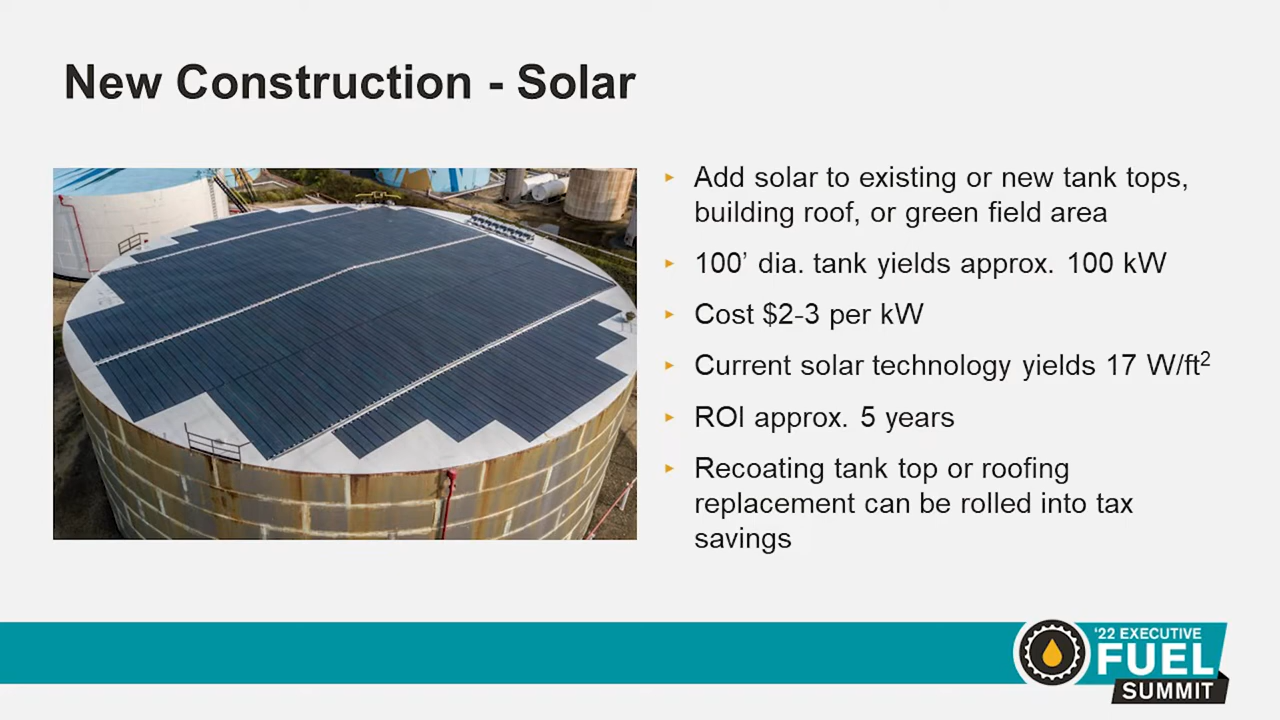 New Construction - Solar
Add solar to existing or new tank tops,
building roof, or green field area
100’ dia. tank yields approx. 100 kW
Cost $2-3 per kW
Current solar technology yields 17 W/ft²
ROI approx. 5 years
Recoating tank top or roofing
replacement can be rolled into tax
savings
‘22 EXECUTIVE
FUEL
SUMMIT